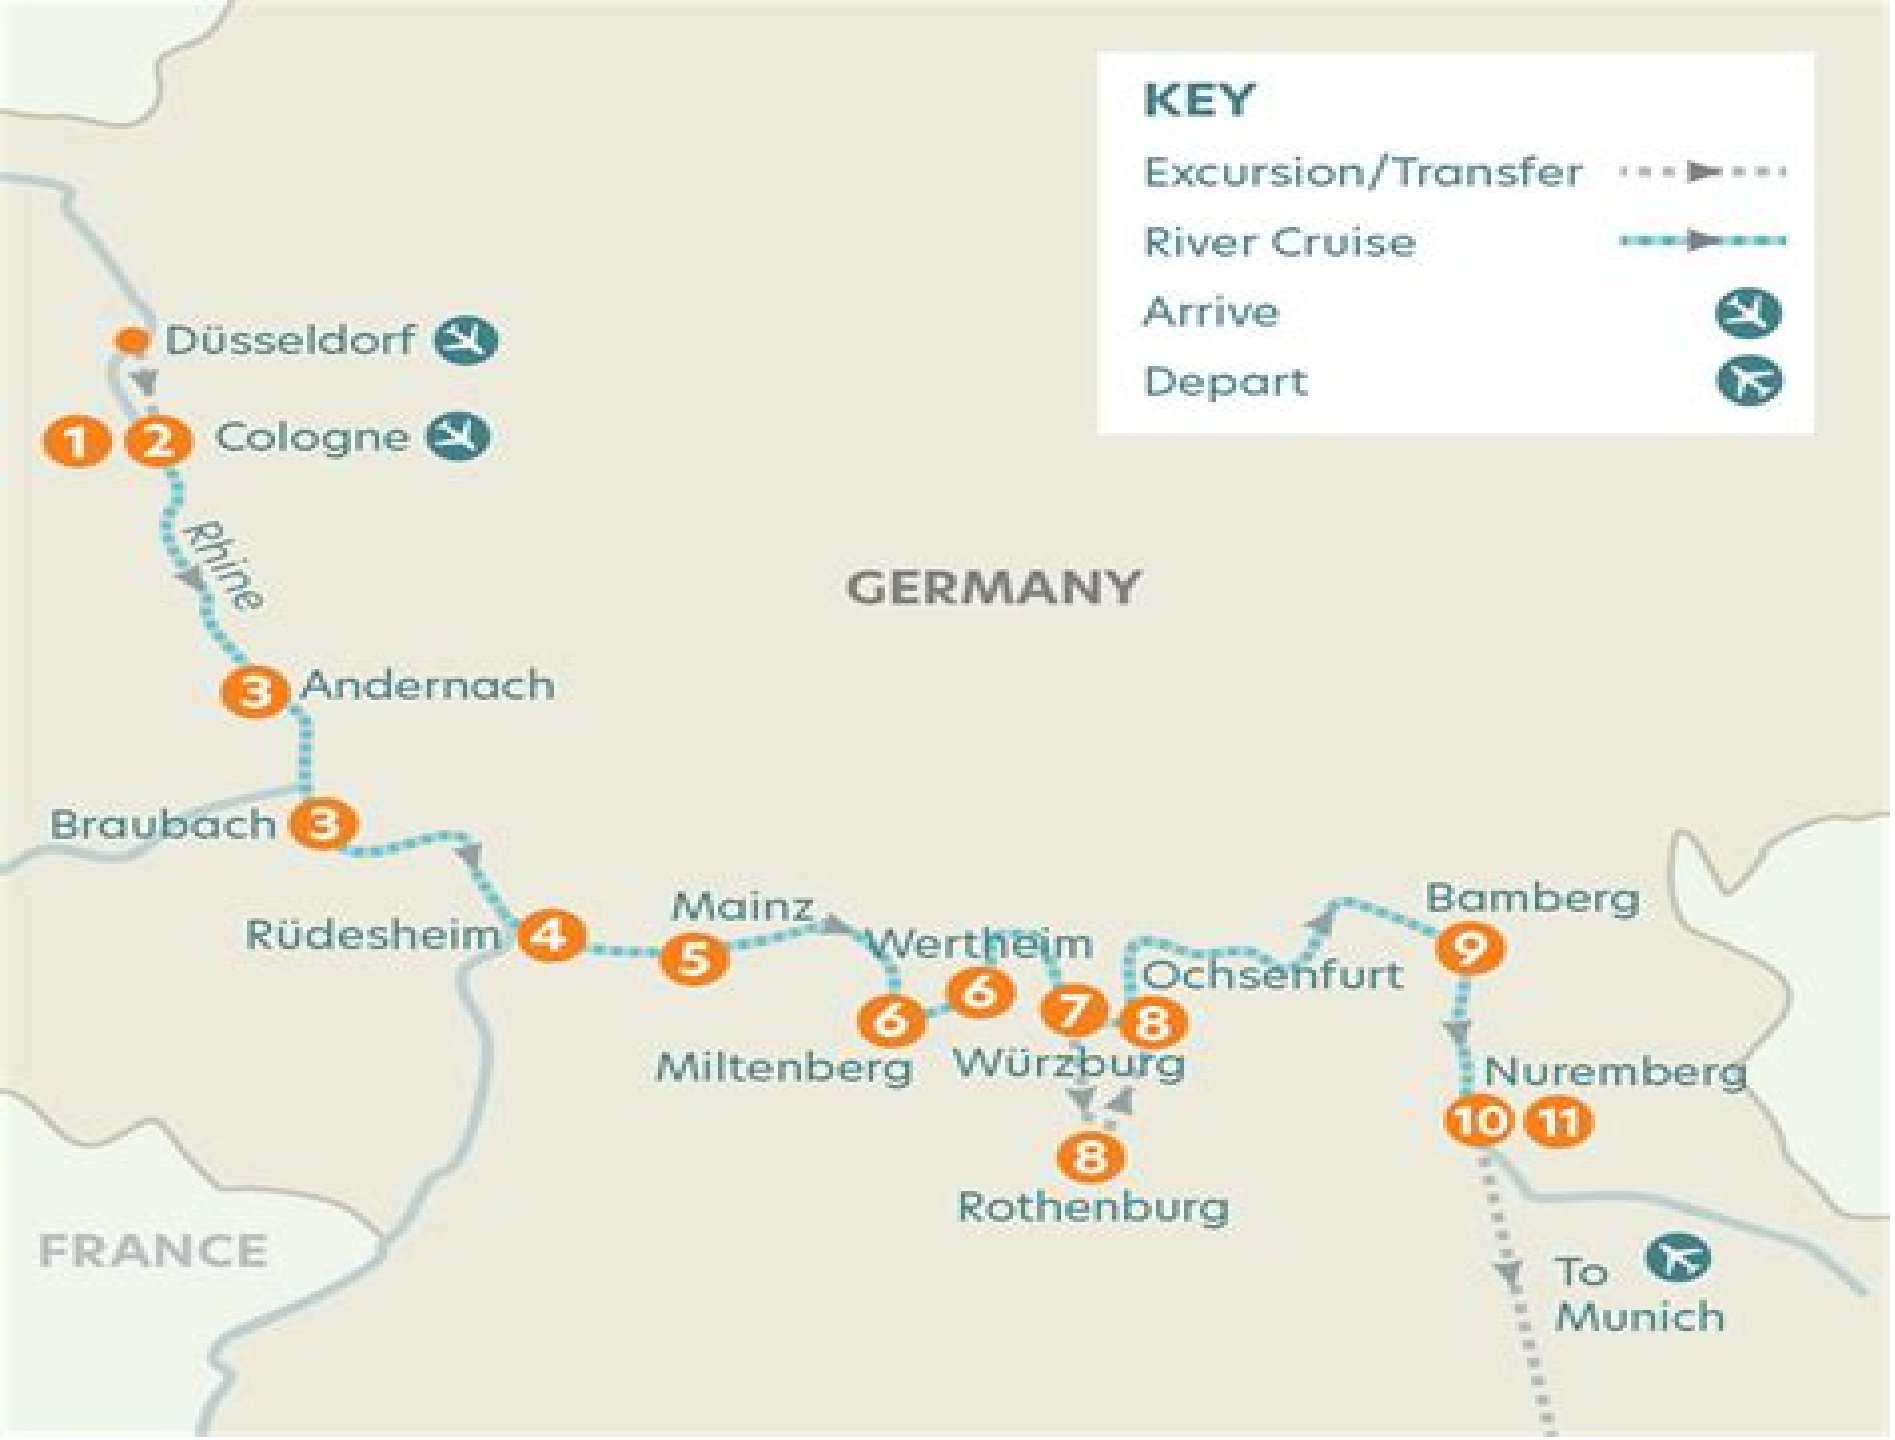 KEY
Excursion/Transfer
River Cruise
Arrive
Depart
Düsseldorf
1 2 Cologne
Rhine
GERMANY
3 Andernach
Braubach 3
Rüdesheim 4
Mainz
5
Wertheim
6
6
Miltenberg
7
Würzburg
8
Ochsenfurt
8
Rothenburg
Bamberg
9
Nuremberg
10 11
To
Munich
FRANCE